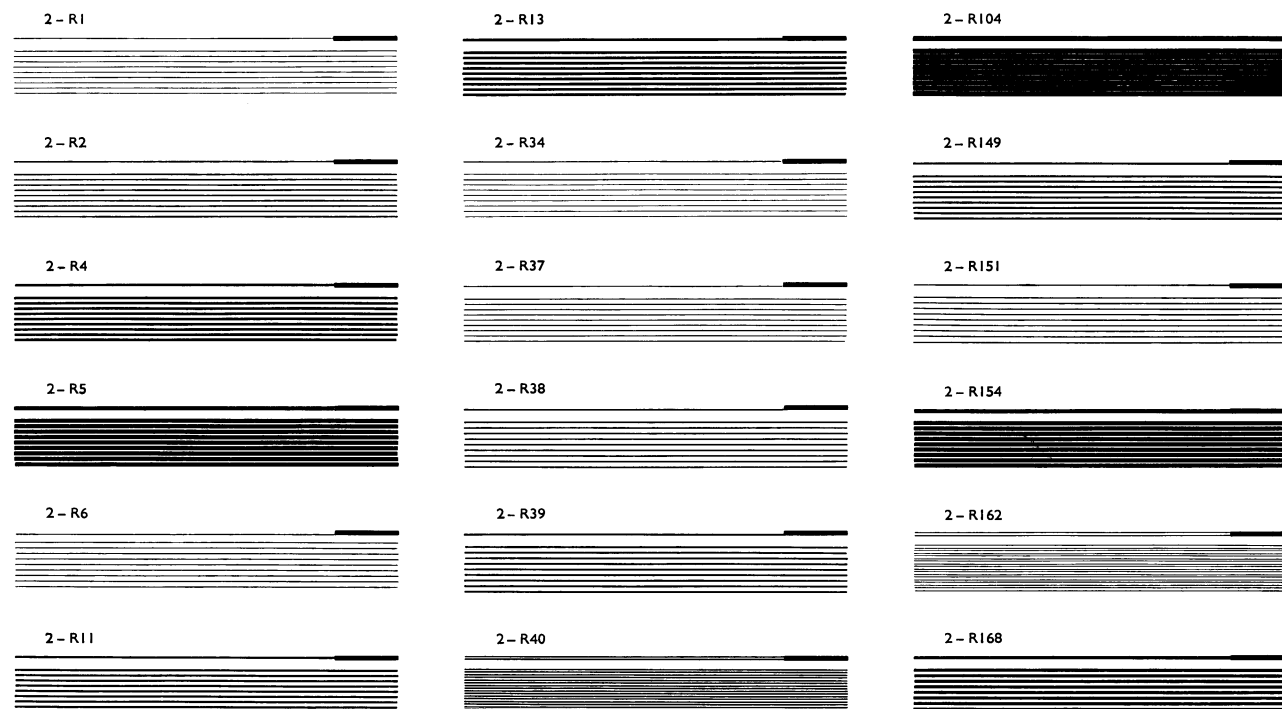 2 – R1
2 – R13
2 – R104
2 – R2
2 – R34
2 – R149
2 – R4
2 – R37
2 – R151
2 – R5
2 – R38
2 – R154
2 – R6
2 – R39
2 – R162
2 – R11
2 – R40
2 – R168